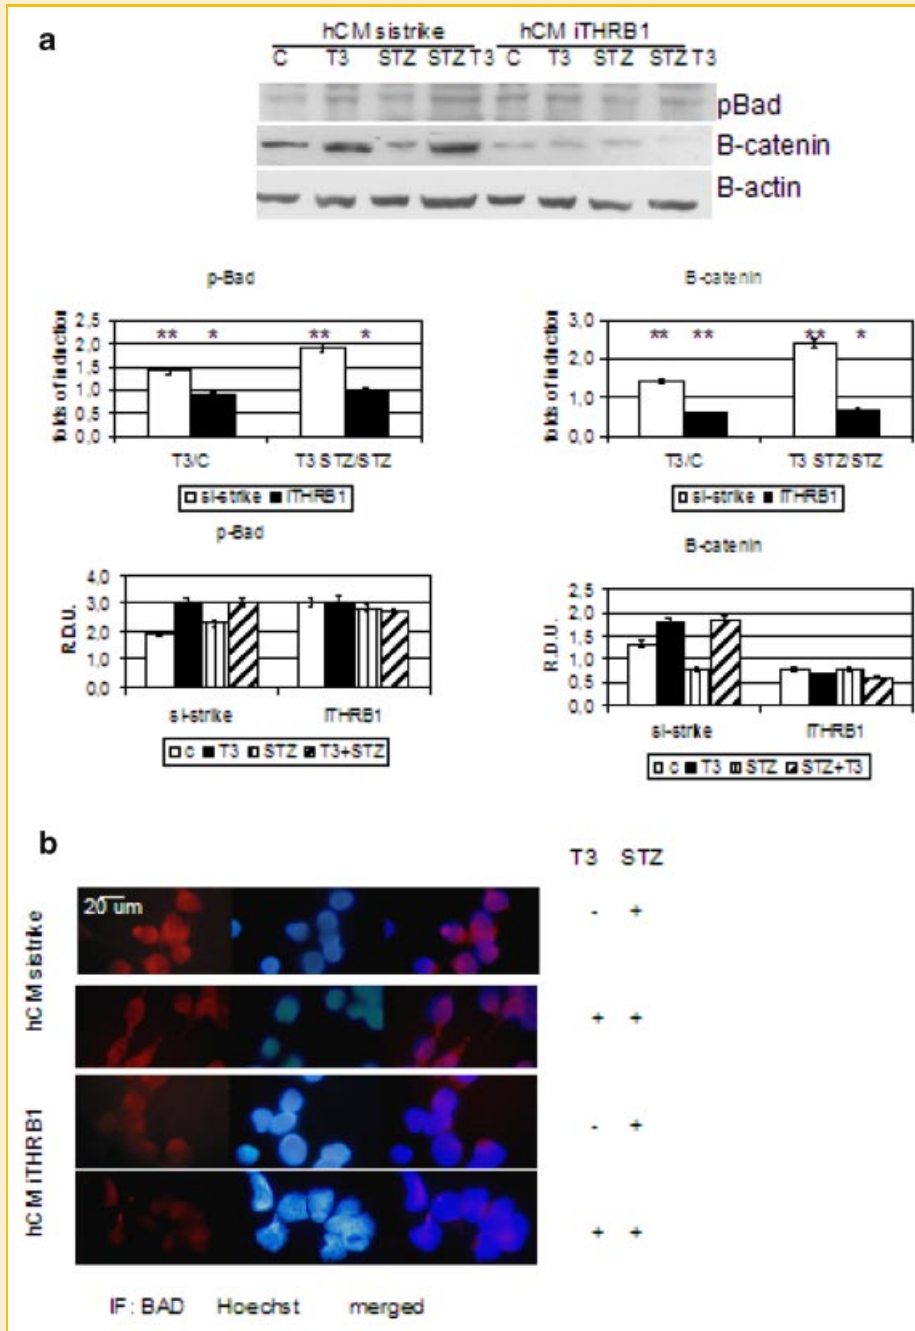 a
hCM sistrike hCM iTHRB1
C T3 STZ STZ T3 C T3 STZ STZ T3
pBad
B-catenin
B-actin
p-Bad
folds of induction
2,5
2,0
1,5
1,0
0,5
0,0
** * ** *
T3/C T3 STZ/STZ
si-strike iTHRB1
B-catenin
folds of induction
3,0
2,0
1,0
0,0
** ** ** *
T3/C T3 STZ/STZ
si-strike iTHRB1
p-Bad
R.D.U.
4,0
3,0
2,0
1,0
0,0
si-strike iTHRB1
c T3 STZ T3+STZ
B-catenin
R.D.U.
2,5
2,0
1,5
1,0
0,5
0,0
si-strike iTHRB1
c T3 STZ STZ+T3
b
T3 STZ
hCM sistrike
20 um
- +
+ +
hCM iTHRB1
- +
+ +
IF: BAD Hoechst merged